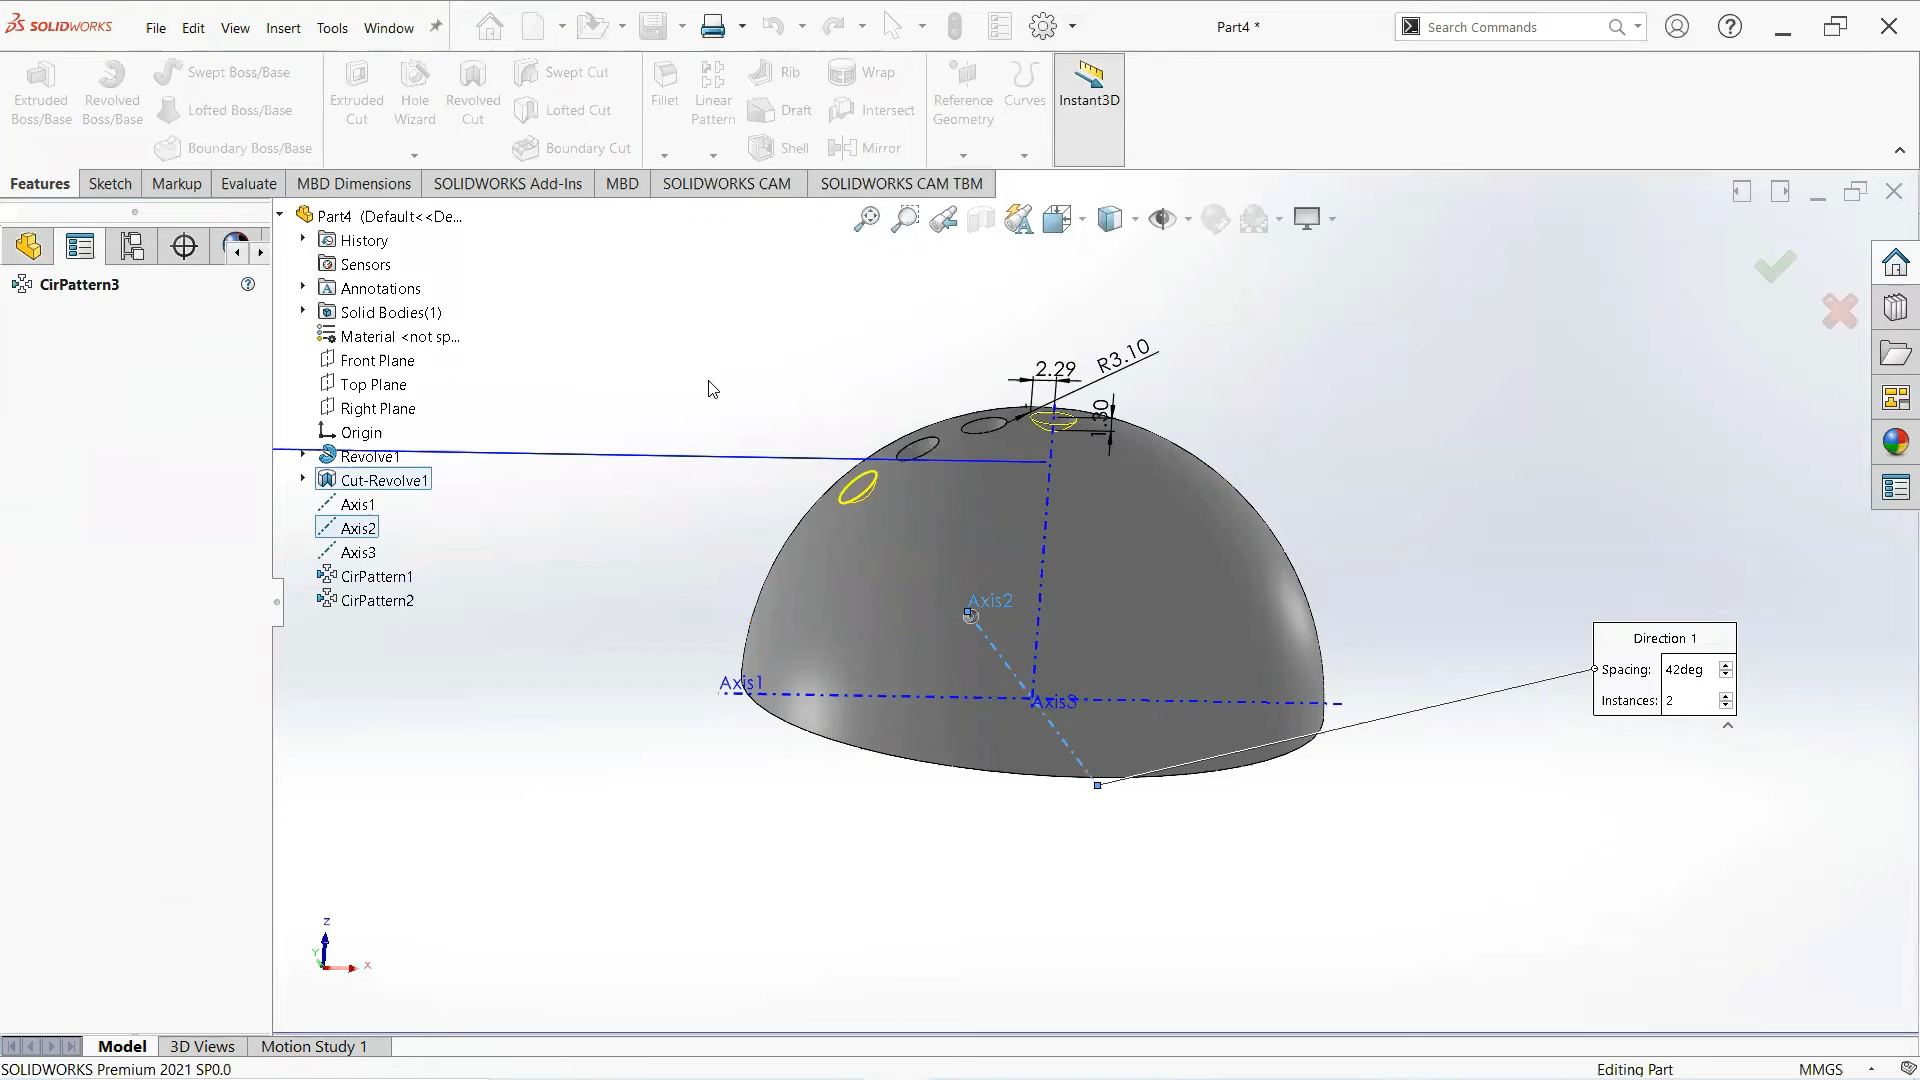 SOLIDWORKS File Edit View Insert Tools Window Part4 * Search Commands
Extruded Boss/Base
Revolved Boss/Base
Swept Boss/Base
Lofted Boss/Base
Boundary Boss/Base
Extruded Cut
Hole Wizard
Revolved Cut
Swept Cut
Lofted Cut
Boundary Cut
Fillet
Linear Pattern
Rib
Draft
Shell
Wrap
Intersect
Mirror
Reference Geometry
Curves
Instant3D
Features Sketch Markup Evaluate MBD Dimensions SOLIDWORKS Add-Ins MBD SOLIDWORKS CAM SOLIDWORKS CAM TBM
CirPattern3
Part4 (Default<<De...
History
Sensors
Annotations
Solid Bodies(1)
Material <not sp...
Front Plane
Top Plane
Right Plane
Origin
Revolve1
Cut-Revolve1
Axis1
Axis2
Axis3
CirPattern1
CirPattern2
2.29
R3.10
1.30
Axis2
Axis1
Axis3
Direction 1
Spacing: 42deg
Instances: 2
Z
Y
X
Model 3D Views Motion Study 1
SOLIDWORKS Premium 2021 SP0.0 Editing Part MMGS